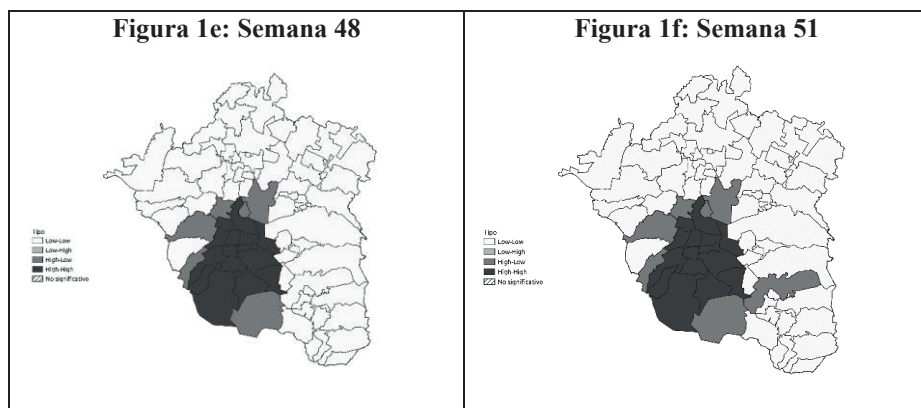 Figura 1e: Semana 48
Tipo
Low-Low
Low-High
High-Low
High-High
No significativo
Figura 1f: Semana 51
Tipo
Low-Low
Low-High
High-Low
High-High
No significativo